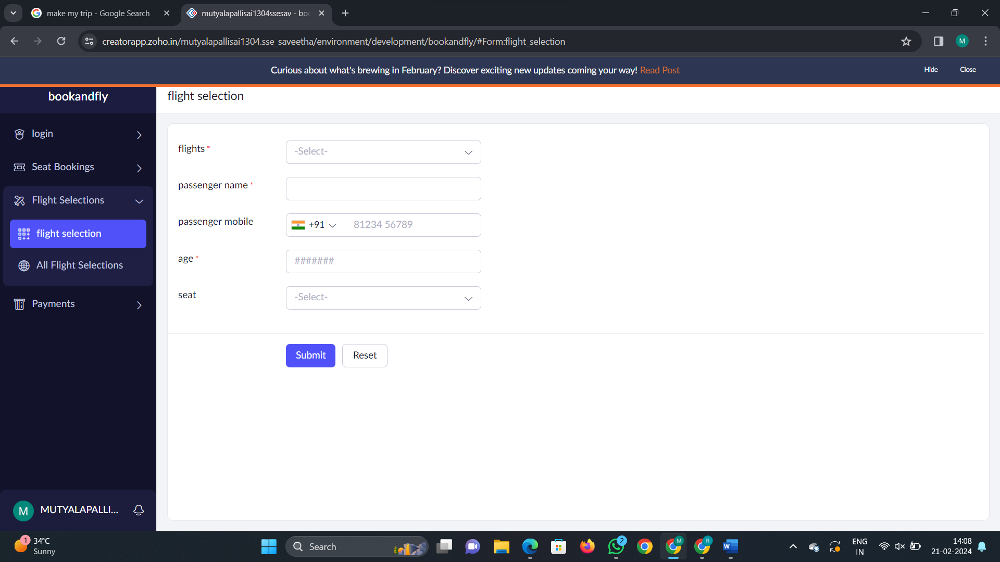 make my trip - Google Search
mutyalapallisai1304ssesav - boo
creatorapp.zoho.in/mutyalapallisai1304.sse_saveetha/environment/development/bookandfly/#Form:flight_selection
M
Curious about what's brewing in February? Discover exciting new updates coming your way! Read Post
Hide
Close
bookandfly
flight selection
login
Seat Bookings
Flight Selections
flight selection
All Flight Selections
Payments
flights *
-Select-
passenger name *
passenger mobile
+91
81234 56789
age *
#######
seat
-Select-
Submit
Reset
M
MUTYALAPALLI...
1
34°C
Sunny
Search
2
M
R
W
ENG
IN
14:08
21-02-2024